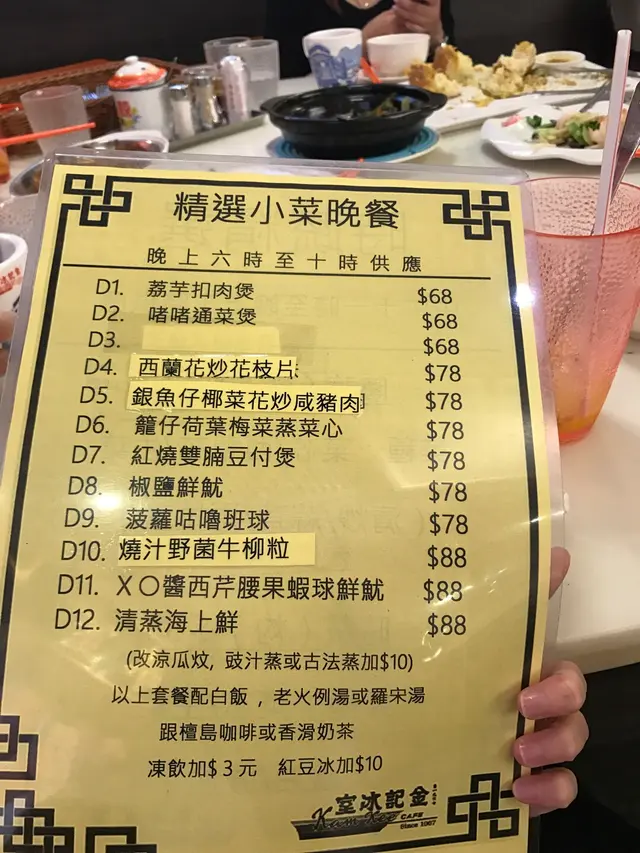 精選小菜晚餐
晚上六時至十時供應
D1. 荔芋扣肉煲 $68
D2. 啫啫通菜煲 $68
D3. $68
D4. 西蘭花炒花枝片 $78
D5. 銀魚仔椰菜花炒咸豬肉 $78
D6. 籠仔荷葉梅菜蒸菜心 $78
D7. 紅燒雙腩豆付煲 $78
D8. 椒鹽鮮魷 $78
D9. 菠蘿咕嚕班球 $78
D10. 燒汁野菌牛柳粒 $88
D11. XO醬西芹腰果蝦球鮮魷 $88
D12. 清蒸海上鮮 $88
(改涼瓜炆, 豉汁蒸或古法蒸加$10)
以上套餐配白飯, 老火例湯或羅宋湯
跟檀島咖啡或香滑奶茶
凍飲加$3元 紅豆冰加$10
室冰記金
Kam Kee CAFE
Since 1967